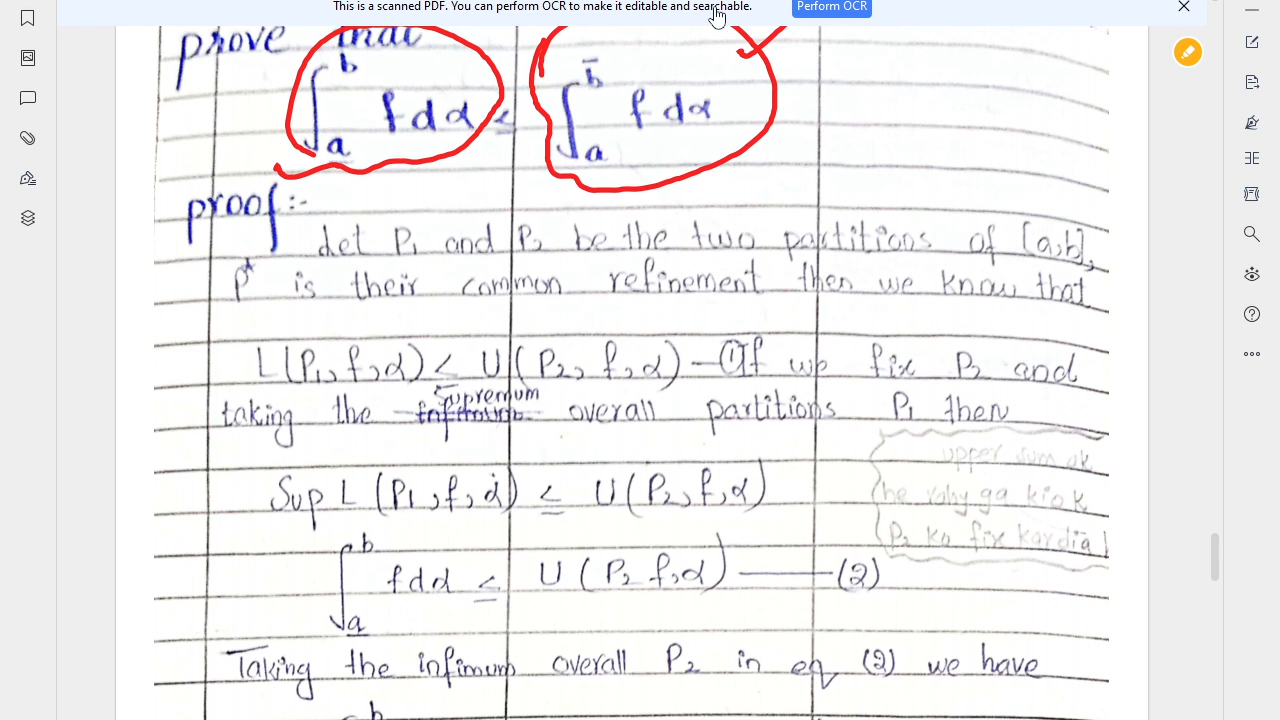 This is a scanned PDF. You can perform OCR to make it editable and searchable. Perform OCR
prove that
∫_a^b f dα ≤ ∫_a^b̄ f dα
proof:-
Let P₁ and P₂ be the two partitions of [a,b],
P* is their common refinement then we know that
L(P₁,f,α) ≤ U(P₂,f,α) —① If we fix P₂ and
supremum
taking the infimum overall partitions P₁ then
upper sum ak
Sup L (P₁,f,α) ≤ U(P₂,f,α)
he rahy ga kiok
P₂ ko fix kardia
∫_a^b fdα ≤ U(P₂ f,α) —— (2)
Taking the infimum overall P₂ in eq (2) we have
b